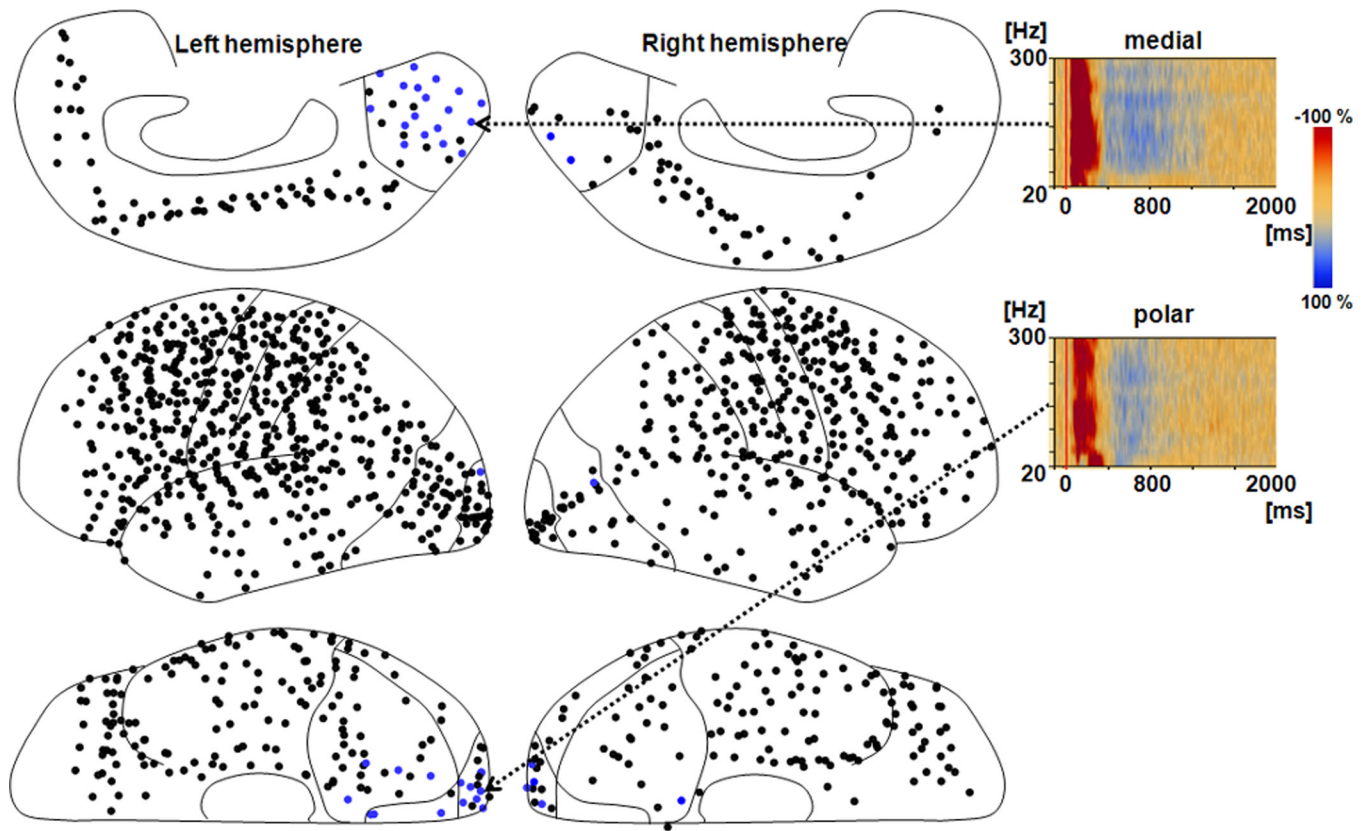 Left hemisphere
Right hemisphere
[Hz]
medial
300
20
0 800 2000
[ms]
-100 %
100 %
[Hz]
polar
300
20
0 800 2000
[ms]